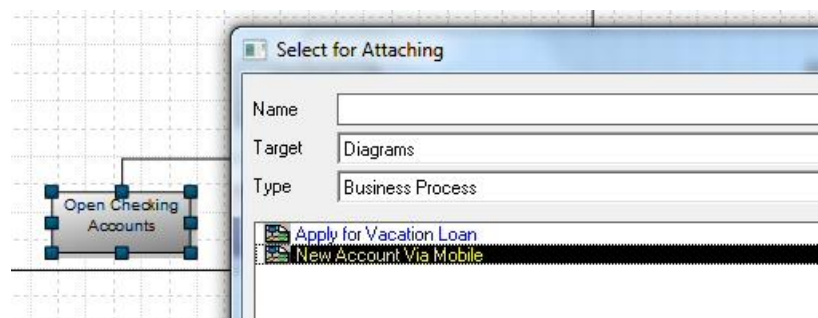 Select for Attaching
Name
Target Diagrams
Type Business Process
Open Checking
Accounts
Apply for Vacation Loan
New Account Via Mobile